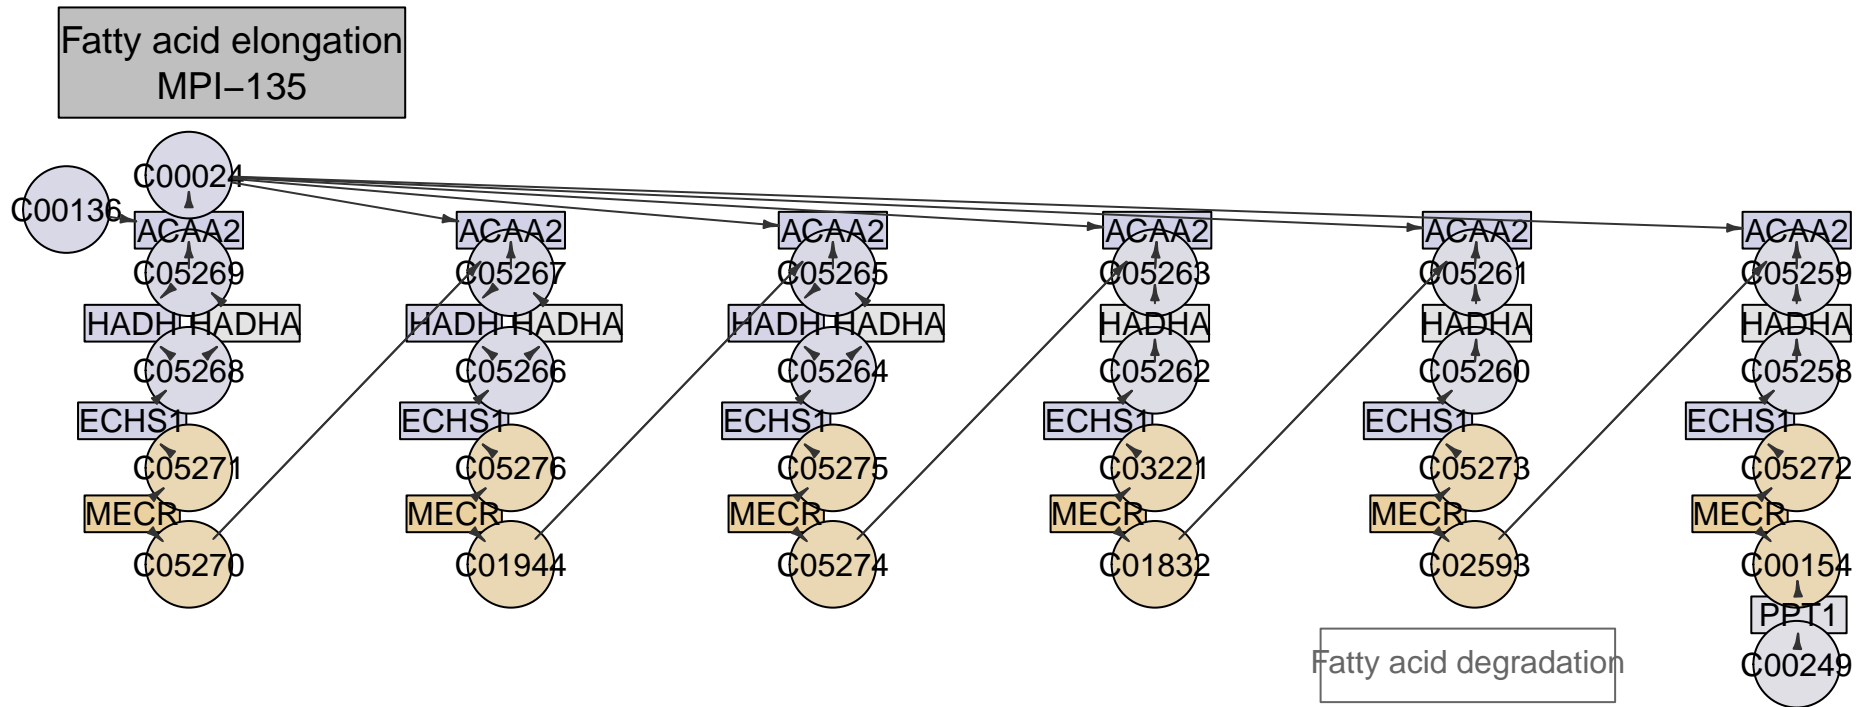 Fatty acid elongation
MPI−135
C00024
C00136
ACAA2 ACAA2 ACAA2 ACAA2 ACAA2 ACAA2
C05269 C05267 C05265 C05263 C05261 C05259
HADH HADHA HADH HADHA HADH HADHA HADHA HADHA HADHA
C05268 C05266 C05264 C05262 C05260 C05258
ECHS1 ECHS1 ECHS1 ECHS1 ECHS1 ECHS1
C05271 C05276 C05275 C03221 C05273 C05272
MECR MECR MECR MECR MECR MECR
C05270 C01944 C05274 C01832 C02593 C00154
PPT1
Fatty acid degradation
C00249